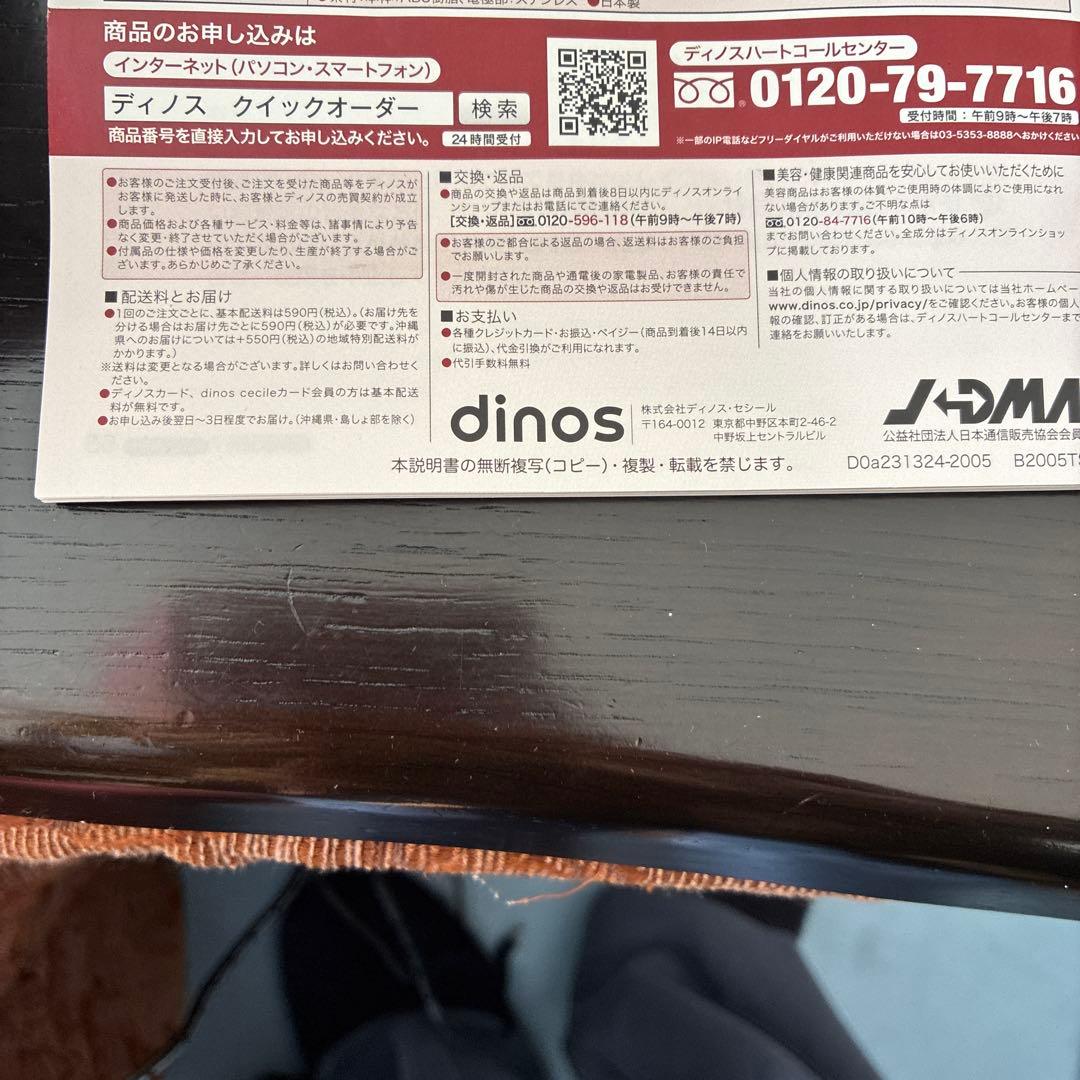 ●素材:本体:ABS樹脂、電極部:ステンレス ●日本製
商品のお申し込みは
インターネット(パソコン・スマートフォン)
ディノス クイックオーダー 検索
商品番号を直接入力してお申し込みください。 24時間受付
ディノスハートコールセンター
0120-79-7716
受付時間:午前9時〜午後7時
※一部のIP電話などフリーダイヤルがご利用いただけない場合は03-5353-8888へおかけください
●お客様のご注文受付後、ご注文を受けた商品等をディノスが
お客様に発送した時に、お客様とディノスの売買契約が成立
します。
●商品価格および各種サービス・料金等は、諸事情により予告
なく変更・終了させていただく場合がございます。
●付属品の仕様や価格を変更したり、生産が終了する場合がご
ざいます。あらかじめご了承ください。
■配送料とお届け
●1回のご注文ごとに、基本配送料は590円(税込)。(お届け先を
分ける場合はお届け先ごとに590円(税込)が必要です。沖縄
県へのお届けについては+550円(税込)の地域特別配送料が
かかります。)
※送料は変更となる場合がございます。詳しくはお問い合わせく
ださい。
●ディノスカード、dinos cecileカード会員の方は基本配送
料が無料です。
●お申し込み後翌日〜3日程度でお届け。(沖縄県・島しょ部を除く)
■交換・返品
●商品の交換や返品は商品到着後8日以内にディノスオンライ
ンショップまたはお電話にてご連絡ください。
[交換・返品]0120-596-118(午前9時〜午後7時)
●お客様のご都合による返品の場合、返送料はお客様のご負担
でお願いします。
●一度開封された商品や通電後の家電製品、お客様の責任で
汚れや傷が生じた商品の交換や返品はお受けできません。
■お支払い
●各種クレジットカード・お振込・ペイジー(商品到着後14日以内
に振込)、代金引換がご利用になれます。
●代引手数料無料
■美容・健康関連商品を安心してお使いいただくために
美容商品はお客様の体質やご使用時の体調によりご使用になれ
ない場合があります。ご不明な点は
0120-84-7716(午前10時〜午後6時)
までお問い合わせください。全成分はディノスオンラインショッ
プに掲載しております。
■個人情報の取り扱いについて
当社の個人情報に関する取り扱いについては当社ホームペー
www.dinos.co.jp/privacy/をご確認ください。お客様の個人
報の確認、訂正がある場合は、ディノスハートコールセンターまで
連絡をお願いいたします。
dinos
株式会社ディノス・セシール
〒164-0012 東京都中野区本町2-46-2
中野坂上セントラルビル
JADMA
公益社団法人日本通信販売協会会員
本説明書の無断複写(コピー)・複製・転載を禁じます。
D0a231324-2005 B2005TS